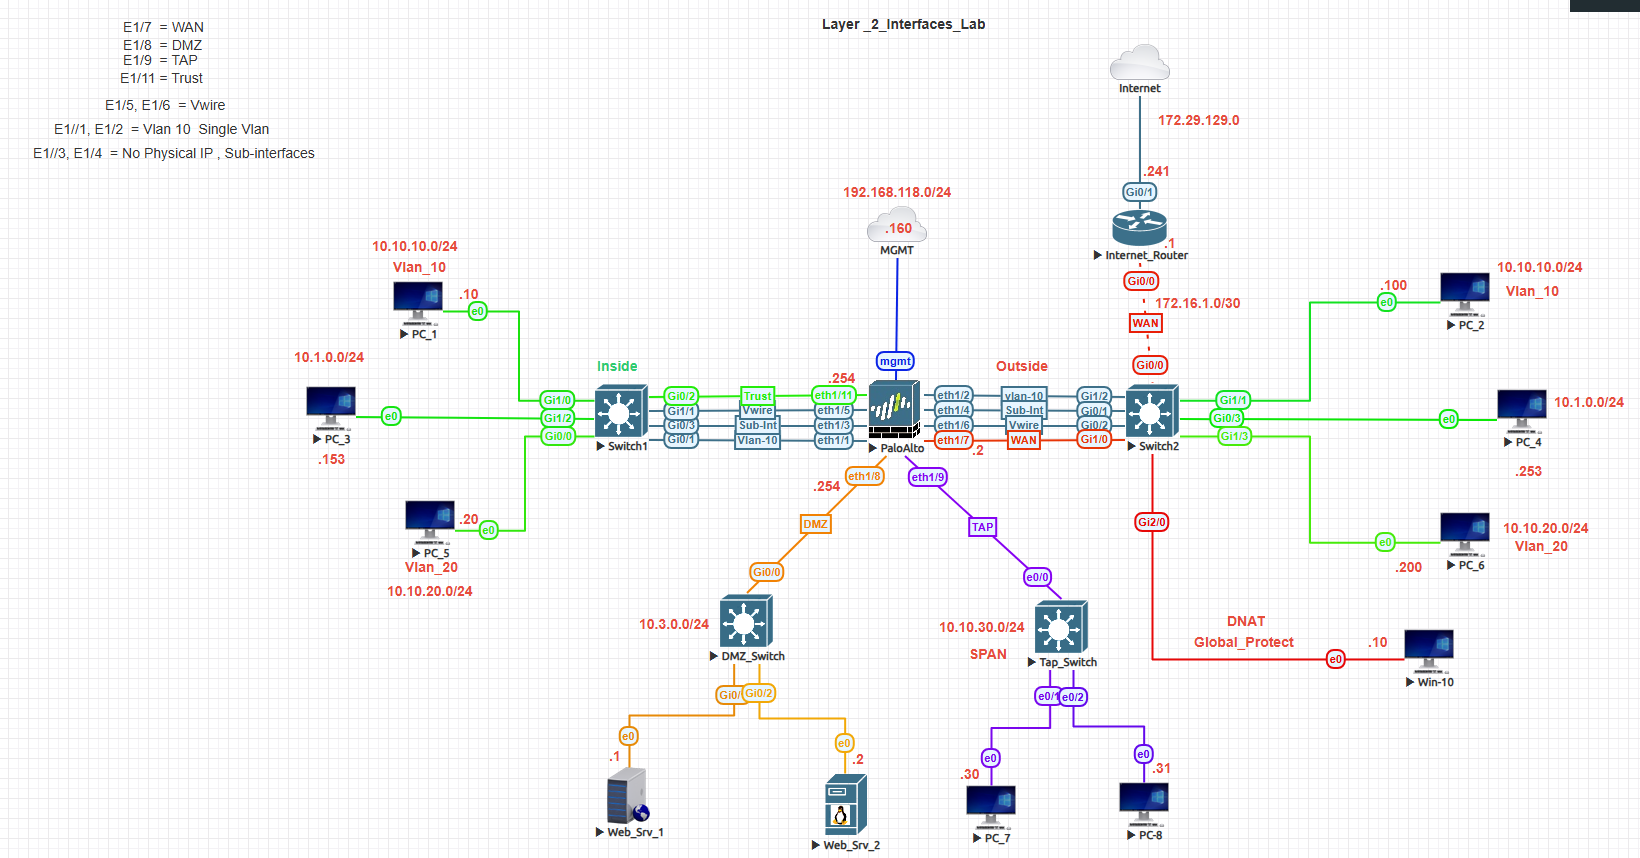 Layer _2_Interfaces_Lab
E1/7 = WAN
E1/8 = DMZ
E1/9 = TAP
E1/11 = Trust
E1/5, E1/6 = Vwire
E1//1, E1/2 = Vlan 10 Single Vlan
E1//3, E1/4 = No Physical IP , Sub-interfaces
Internet
172.29.129.0
.241
Gi0/1
.1
Internet_Router
Gi0/0
172.16.1.0/30
WAN
Gi0/0
192.168.118.0/24
.160
MGMT
mgmt
10.10.10.0/24
Vlan_10
.10
e0
PC_1
10.1.0.0/24
e0
PC_3
.153
.20
e0
PC_5
Vlan_20
10.10.20.0/24
Inside
Gi1/0
Gi1/2
Gi0/0
Switch1
.254
Gi0/2 Trust eth1/11
Gi1/1 Vwire eth1/5
Gi0/3 Sub-Int eth1/3
Gi0/1 Vlan-10 eth1/1
PaloAlto
Outside
eth1/2 vlan-10 Gi1/2
eth1/4 Sub-Int Gi0/1
eth1/6 Vwire Gi0/2
eth1/7 WAN Gi1/0
.2
Switch2
Gi1/1
Gi0/3
Gi1/3
10.10.10.0/24
Vlan_10
.100
e0
PC_2
10.1.0.0/24
e0
PC_4
.253
10.10.20.0/24
Vlan_20
e0
PC_6
.200
Gi2/0
DNAT
Global_Protect
.10
e0
Win-10
eth1/8
.254
DMZ
Gi0/0
10.3.0.0/24
DMZ_Switch
Gi0/
Gi0/2
e0
.1
Web_Srv_1
e0
.2
Web_Srv_2
eth1/9
TAP
e0/0
10.10.30.0/24
SPAN
Tap_Switch
e0/1
e0/2
e0
.30
PC_7
e0
.31
PC-8